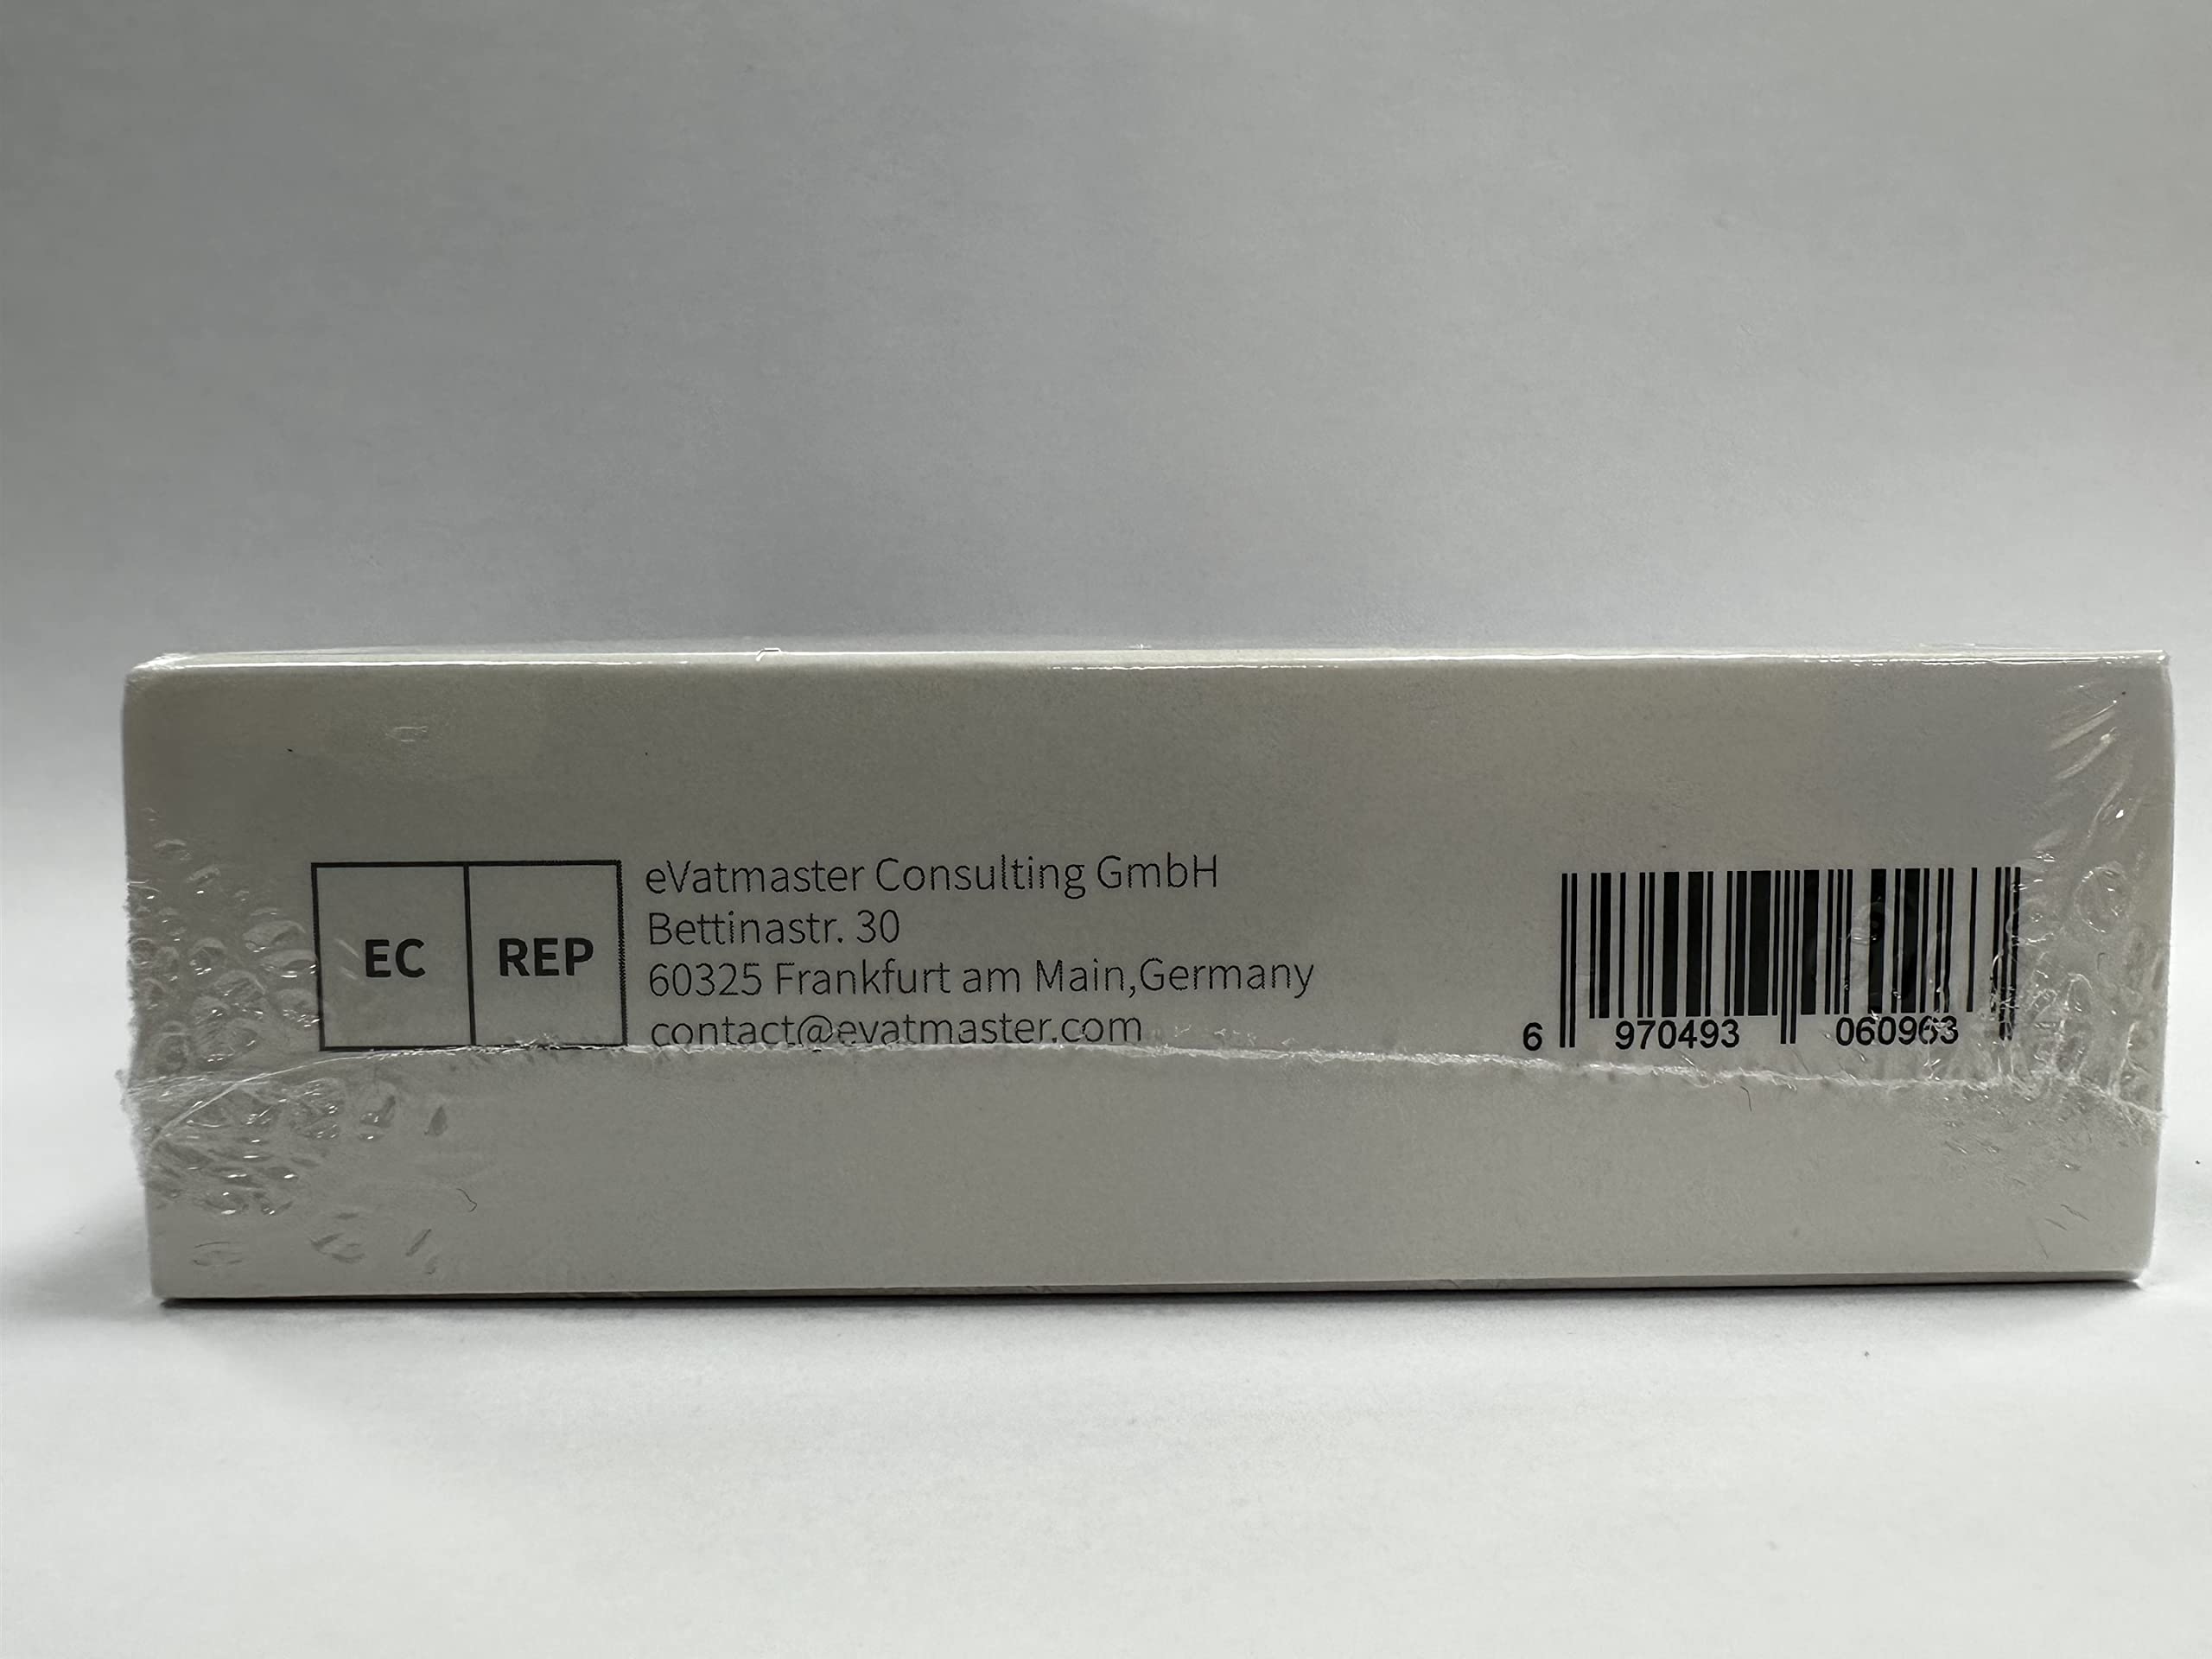 EC REP
eVatmaster Consulting GmbH
Bettinastr. 30
60325 Frankfurt am Main,Germany
contact@evatmaster.com
6 970493 060963